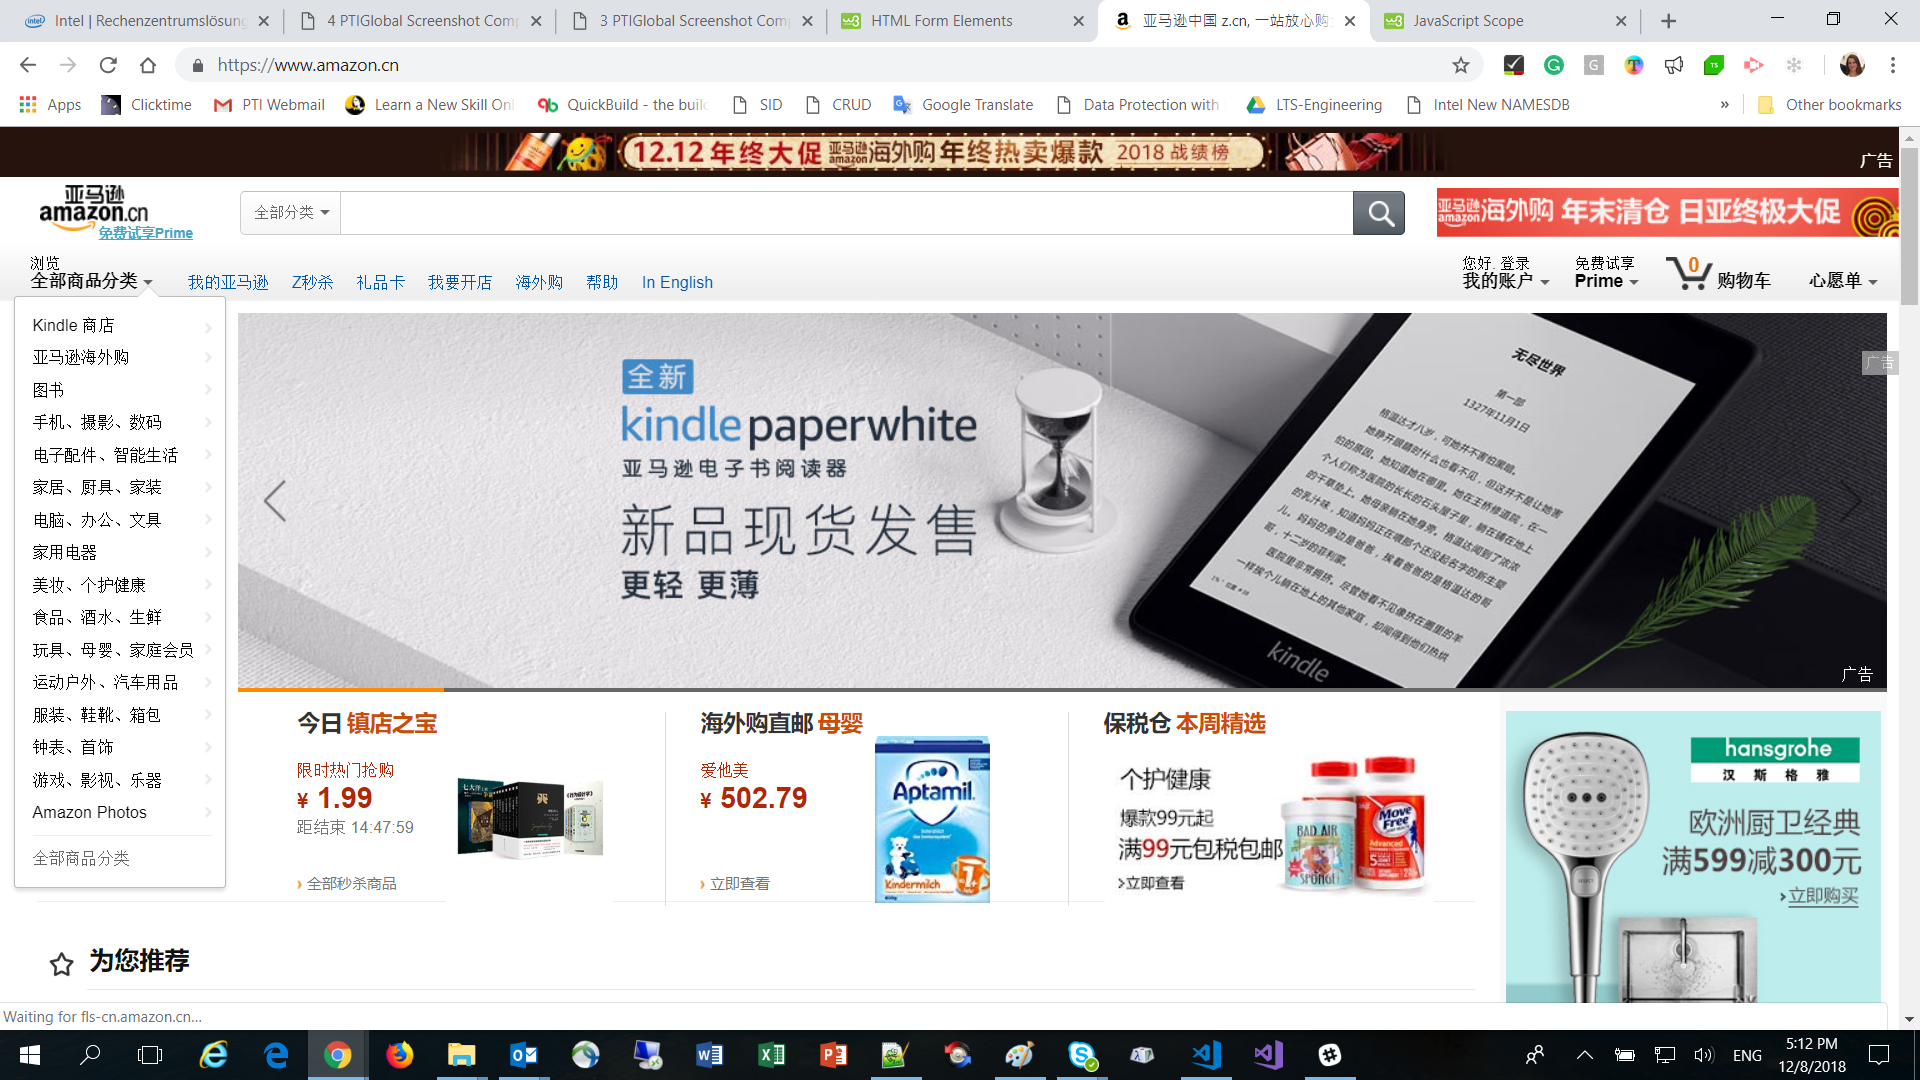 Intel | Rechenzentrumslösung
4 PTIGlobal Screenshot Comp
3 PTIGlobal Screenshot Comp
HTML Form Elements
亚马逊中国 z.cn, 一站放心购
JavaScript Scope
https://www.amazon.cn
Apps
Clicktime
PTI Webmail
Learn a New Skill Onl
QuickBuild - the buil
SID
CRUD
Google Translate
Data Protection with
LTS-Engineering
Intel New NAMESDB
»
Other bookmarks
12.12 年终大促 亚马逊 amazon 海外购 年终热卖爆款 2018 战绩榜
广告
亚马逊
amazon.cn
免费试享Prime
全部分类
亚马逊 amazon 海外购 年末清仓 日亚终极大促
浏览
全部商品分类
我的亚马逊
Z秒杀
礼品卡
我要开店
海外购
帮助
In English
您好, 登录
我的账户
免费试享
Prime
0
购物车
心愿单
Kindle 商店
亚马逊海外购
图书
手机、摄影、数码
电子配件、智能生活
家居、厨具、家装
电脑、办公、文具
家用电器
美妆、个护健康
食品、酒水、生鲜
玩具、母婴、家庭会员
运动户外、汽车用品
服装、鞋靴、箱包
钟表、首饰
游戏、影视、乐器
Amazon Photos
全部商品分类
全新
kindle paperwhite
亚马逊电子书阅读器
新品现货发售
更轻 更薄
无尽世界
第一部
1327年11月1日
格温达才八岁，可她并不害怕黑暗。
kindle
广告
广告
今日 镇店之宝
限时热门抢购
¥ 1.99
距结束 14:47:59
› 全部秒杀商品
海外购直邮 母婴
爱他美
¥ 502.79
› 立即查看
Aptamil
Kindermilch
1+
保税仓 本周精选
个护健康
爆款99元起
满99元包税包邮
›立即查看
BAD AIR
SPONGE
Move Free
Advanced
hansgrohe
汉斯格雅
欧洲厨卫经典
满599减300元
›立即购买
为您推荐
Waiting for fls-cn.amazon.cn...
ENG
5:12 PM
12/8/2018